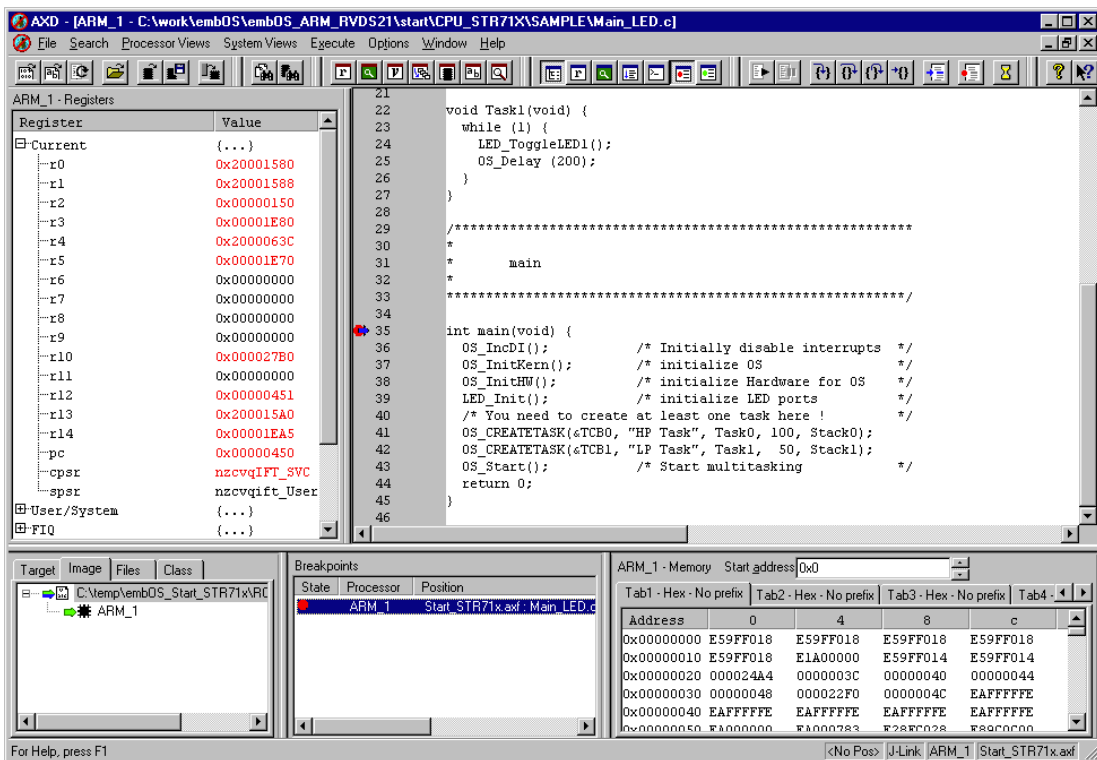 AXD - [ARM_1 - C:\work\embOS\embOS_ARM_RVDS21\start\CPU_STR71X\SAMPLE\Main_LED.c]
File Search Processor Views System Views Execute Options Window Help
ARM_1 - Registers
Register Value
Current {...}
r0 0x20001580
r1 0x20001588
r2 0x00000150
r3 0x00001E80
r4 0x2000063C
r5 0x00001E70
r6 0x00000000
r7 0x00000000
r8 0x00000000
r9 0x00000000
r10 0x000027B0
r11 0x00000000
r12 0x00000451
r13 0x200015A0
r14 0x00001EA5
pc 0x00000450
cpsr nzcvqIFT_SVC
spsr nzcvqift_User
User/System {...}
FIQ {...}
21
22 void Task1(void) {
23 while (1) {
24 LED_ToggleLED1();
25 OS_Delay (200);
26 }
27 }
28
29 /**********************************************************
30 *
31 * main
32 *
33 **********************************************************/
34
35 int main(void) {
36 OS_IncDI(); /* Initially disable interrupts */
37 OS_InitKern(); /* initialize OS */
38 OS_InitHW(); /* initialize Hardware for OS */
39 LED_Init(); /* initialize LED ports */
40 /* You need to create at least one task here ! */
41 OS_CREATETASK(&TCB0, "HP Task", Task0, 100, Stack0);
42 OS_CREATETASK(&TCB1, "LP Task", Task1, 50, Stack1);
43 OS_Start(); /* Start multitasking */
44 return 0;
45 }
46
Target Image Files Class
C:\temp\embOS_Start_STR71x\RC
ARM_1
Breakpoints
State Processor Position
ARM_1 Start_STR71x.axf : Main_LED.c
ARM_1 - Memory Start address 0x0
Tab1 - Hex - No prefix Tab2 - Hex - No prefix Tab3 - Hex - No prefix Tab4 -
Address 0 4 8 c
0x00000000 E59FF018 E59FF018 E59FF018 E59FF018
0x00000010 E59FF018 E1A00000 E59FF014 E59FF014
0x00000020 000024A4 0000003C 00000040 00000044
0x00000030 00000048 000022F0 0000004C EAFFFFFE
0x00000040 EAFFFFFE EAFFFFFE EAFFFFFE EAFFFFFE
0x00000050 EA000000 EA000783 E28FC028 E89C0C00
For Help, press F1
<No Pos> J-Link ARM_1 Start_STR71x.axf